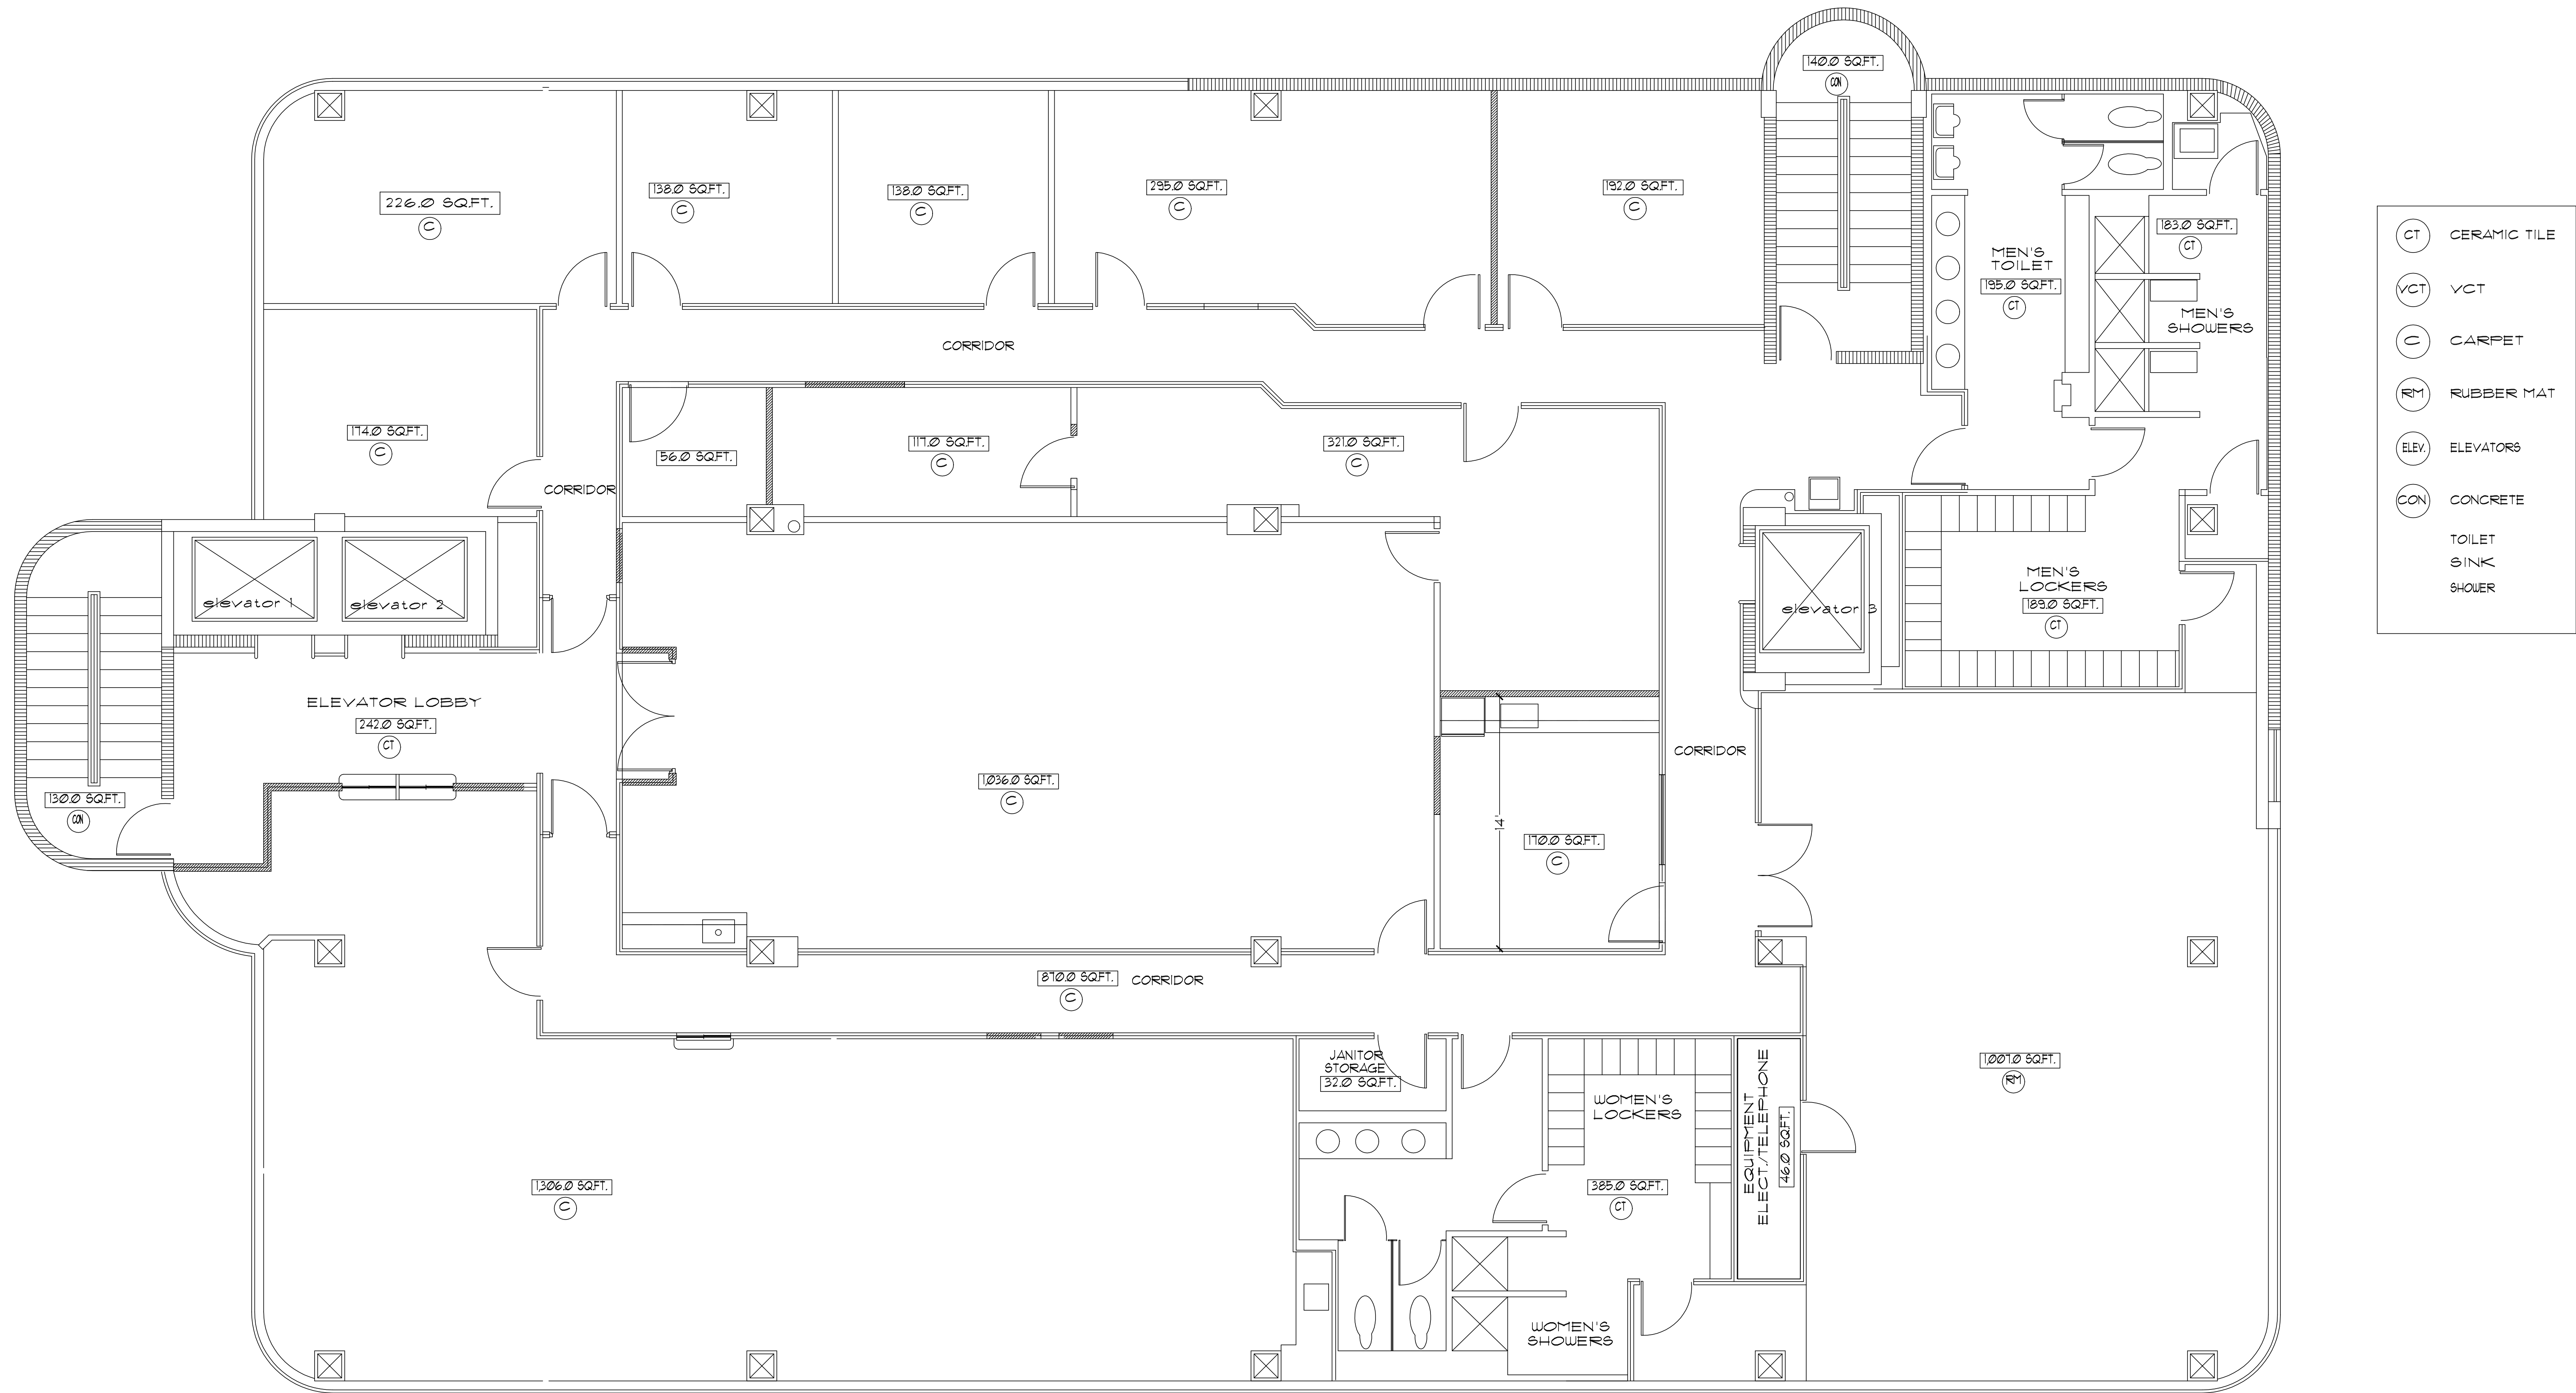 140.0 SQ.FT.
CON
226.0 SQ.FT.
C
138.0 SQ.FT.
C
138.0 SQ.FT.
C
295.0 SQ.FT.
C
192.0 SQ.FT.
C
MEN'S
TOILET
195.0 SQ.FT.
CT
183.0 SQ.FT.
CT
MEN'S
SHOWERS
CORRIDOR
174.0 SQ.FT.
C
CORRIDOR
56.0 SQ.FT.
117.0 SQ.FT.
C
321.0 SQ.FT.
C
elevator 1
elevator 2
elevator 3
MEN'S
LOCKERS
189.0 SQ.FT.
CT
ELEVATOR LOBBY
242.0 SQ.FT.
CT
130.0 SQ.FT.
CON
1,036.0 SQ.FT.
C
CORRIDOR
14'
170.0 SQ.FT.
C
870.0 SQ.FT.
C
CORRIDOR
JANITOR
STORAGE
32.0 SQ.FT.
WOMEN'S
LOCKERS
385.0 SQ.FT.
CT
EQUIPMENT
ELECT./TELEPHONE
46.0 SQ.FT.
1,007.0 SQ.FT.
RM
1,306.0 SQ.FT.
C
WOMEN'S
SHOWERS
CT CERAMIC TILE
VCT VCT
C CARPET
RM RUBBER MAT
ELEV. ELEVATORS
CON CONCRETE
TOILET
SINK
SHOWER